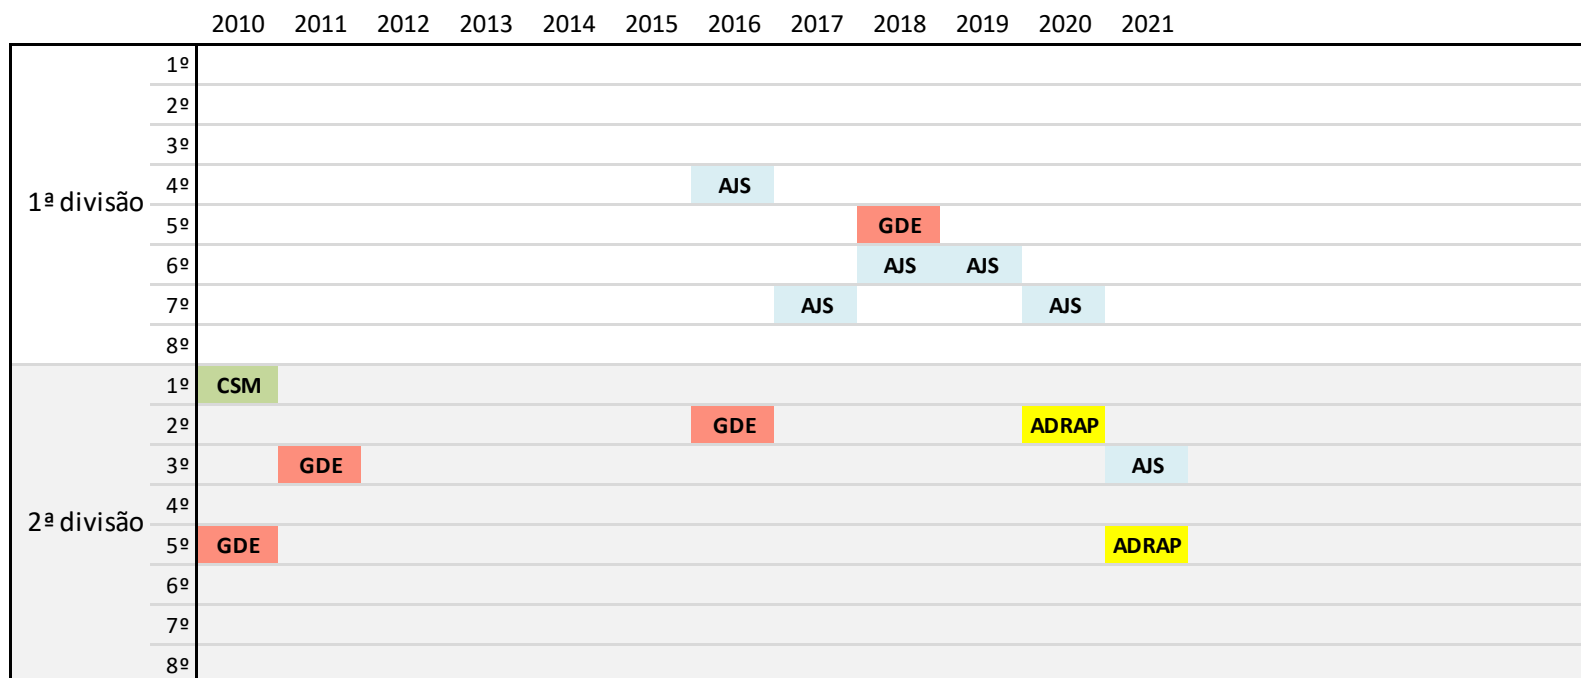 2010 2011 2012 2013 2014 2015 2016 2017 2018 2019 2020 2021
1º
2º
3º
1ª divisão
4º AJS
5º GDE
6º AJS AJS
7º AJS AJS
8º
1º CSM
2º GDE ADRAP
3º GDE AJS
4º
2ª divisão
5º GDE ADRAP
6º
7º
8º